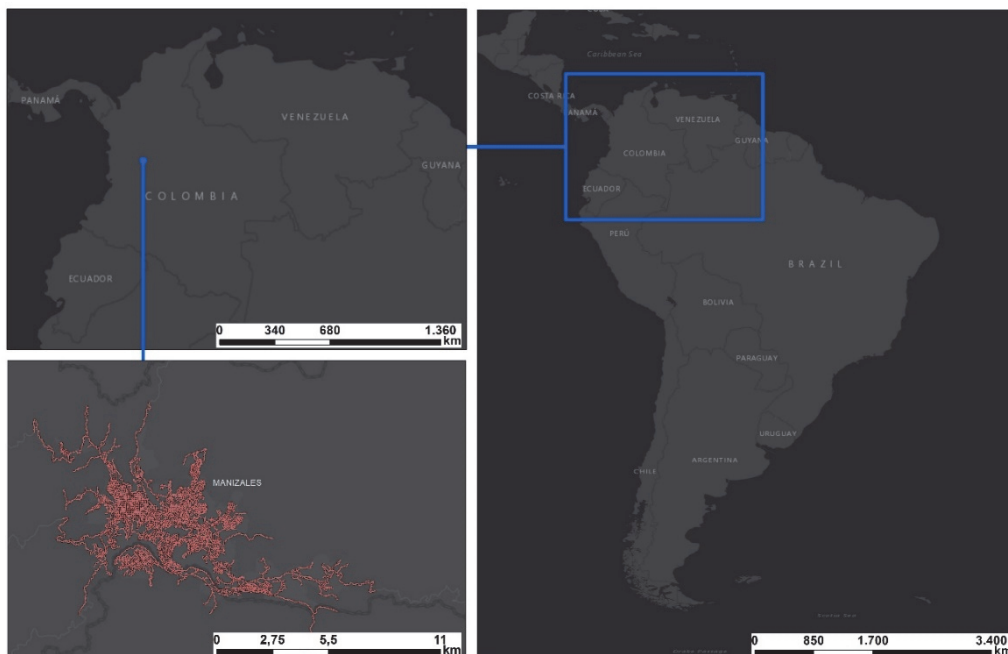 PANAMÁ
VENEZUELA
GUYANA
COLOMBIA
ECUADOR
0 340 680 1.360
km
MANIZALES
0 2,75 5,5 11
km
Caribbean Sea
COSTA RICA
ANAMA
VENEZUELA
GUYANA
COLOMBIA
ECUADOR
PERÚ
BRAZIL
BOLIVIA
PARAGUAY
URUGUAY
CHILE
ARGENTINA
0 850 1.700 3.400
km